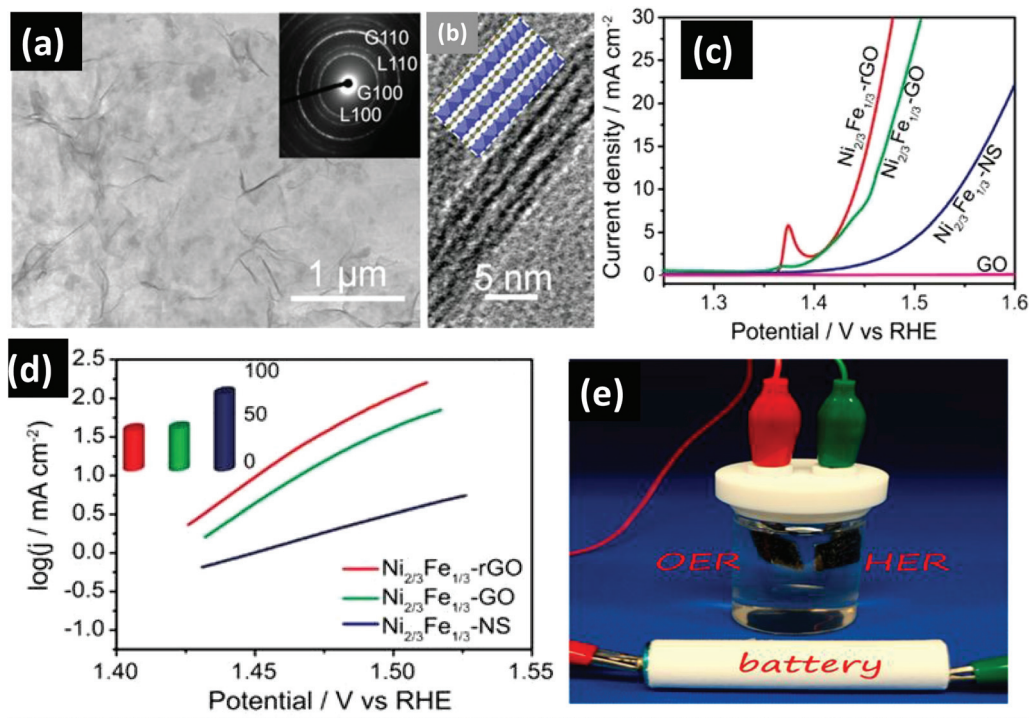 (a)
G110
L110
G100
L100
1 μm
(b)
5 nm
(c)
Current density / mA cm⁻²
30
25
20
15
10
5
0
Ni₂/₃Fe₁/₃-rGO
Ni₂/₃Fe₁/₃-GO
Ni₂/₃Fe₁/₃-NS
GO
1.3 1.4 1.5 1.6
Potential / V vs RHE
(d)
log(j / mA cm⁻²)
2.5
2.0
1.5
1.0
0.5
0.0
-0.5
-1.0
100
50
0
Ni₂/₃Fe₁/₃-rGO
Ni₂/₃Fe₁/₃-GO
Ni₂/₃Fe₁/₃-NS
1.40 1.45 1.50 1.55
Potential / V vs RHE
(e)
OER HER
battery